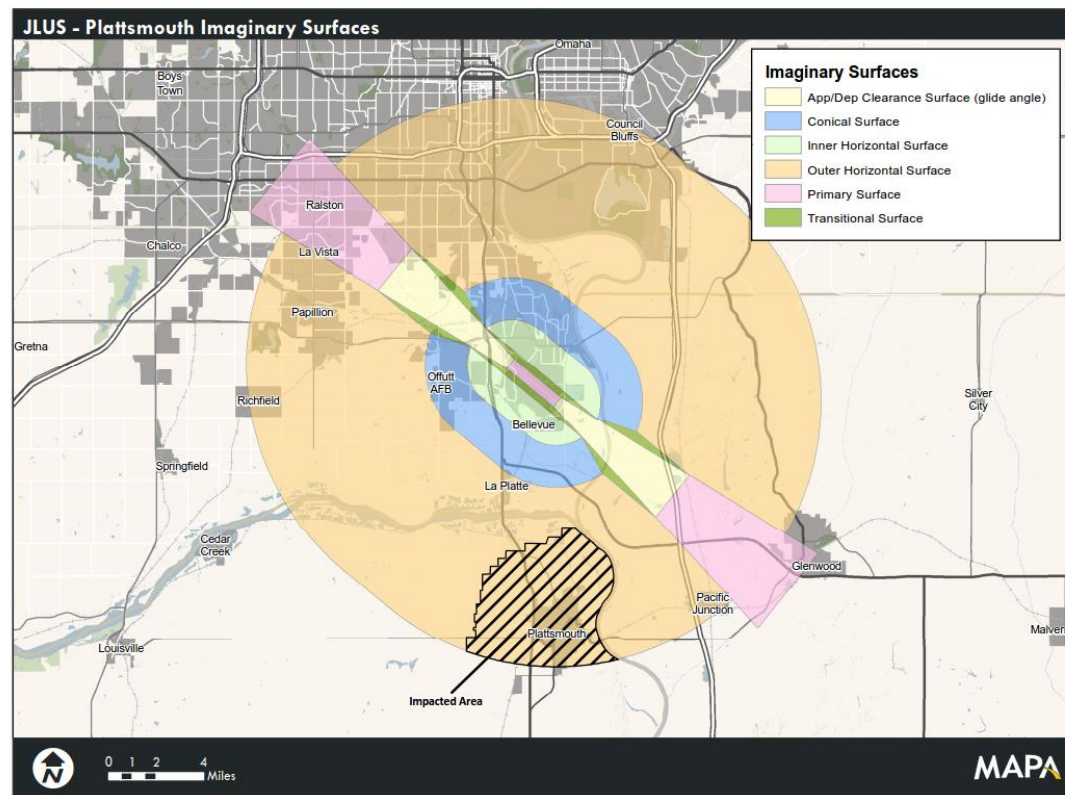 JLUS - Plattsmouth Imaginary Surfaces
Imaginary Surfaces
App/Dep Clearance Surface (glide angle)
Conical Surface
Inner Horizontal Surface
Outer Horizontal Surface
Primary Surface
Transitional Surface
Omaha
Boys
Town
Council
Bluffs
Ralston
Chalco
La Vista
Papillion
Gretna
Offutt
AFB
Richfield
Silver
City
Bellevue
Springfield
La Platte
Cedar
Creek
Glenwood
Pacific
Junction
Plattsmouth
Malvern
Louisville
Impacted Area
N
0 1 2 4
Miles
MAPA